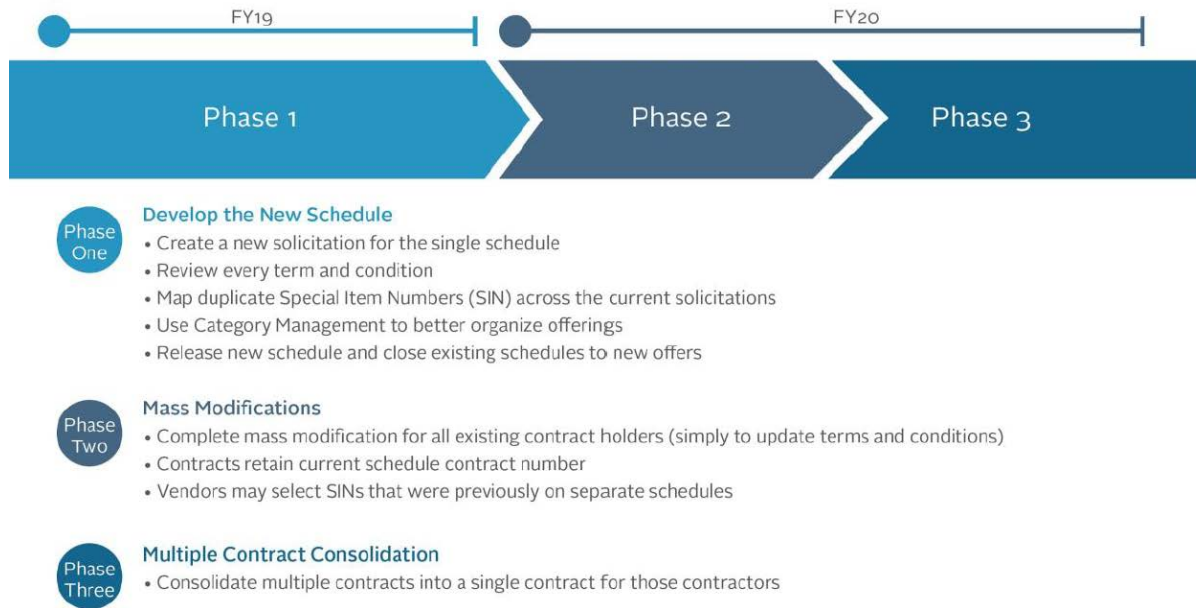 FY19
FY20
Phase 1
Phase 2
Phase 3
Phase
One
Develop the New Schedule
• Create a new solicitation for the single schedule
• Review every term and condition
• Map duplicate Special Item Numbers (SIN) across the current solicitations
• Use Category Management to better organize offerings
• Release new schedule and close existing schedules to new offers
Phase
Two
Mass Modifications
• Complete mass modification for all existing contract holders (simply to update terms and conditions)
• Contracts retain current schedule contract number
• Vendors may select SINs that were previously on separate schedules
Phase
Three
Multiple Contract Consolidation
• Consolidate multiple contracts into a single contract for those contractors